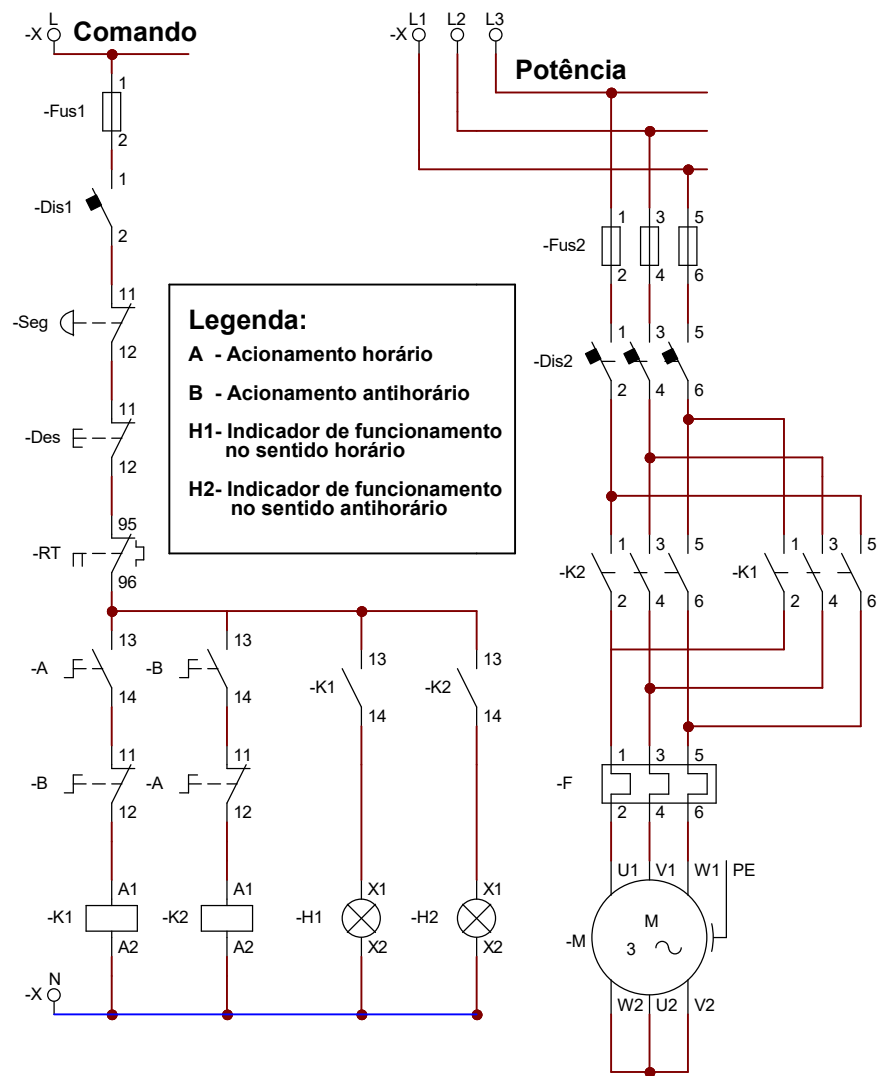 L
-X
Comando
1
-Fus1
2
1
-Dis1
2
11
-Seg
12
11
-Des
12
95
-RT
96
13
-A
14
11
-B
12
A1
-K1
A2
N
-X
13
-B
14
11
-A
12
A1
-K2
A2
13
-K1
14
X1
-H1
X2
13
-K2
14
X1
-H2
X2
Legenda:
A - Acionamento horário
B - Acionamento antihorário
H1- Indicador de funcionamento
no sentido horário
H2- Indicador de funcionamento
no sentido antihorário
-X L1 L2 L3
Potência
1 3 5
-Fus2
2 4 6
1 3 5
-Dis2
2 4 6
1 3 5
-K2
2 4 6
1 3 5
-K1
2 4 6
1 3 5
-F
2 4 6
U1 V1 W1 PE
M
-M
3
W2 U2 V2